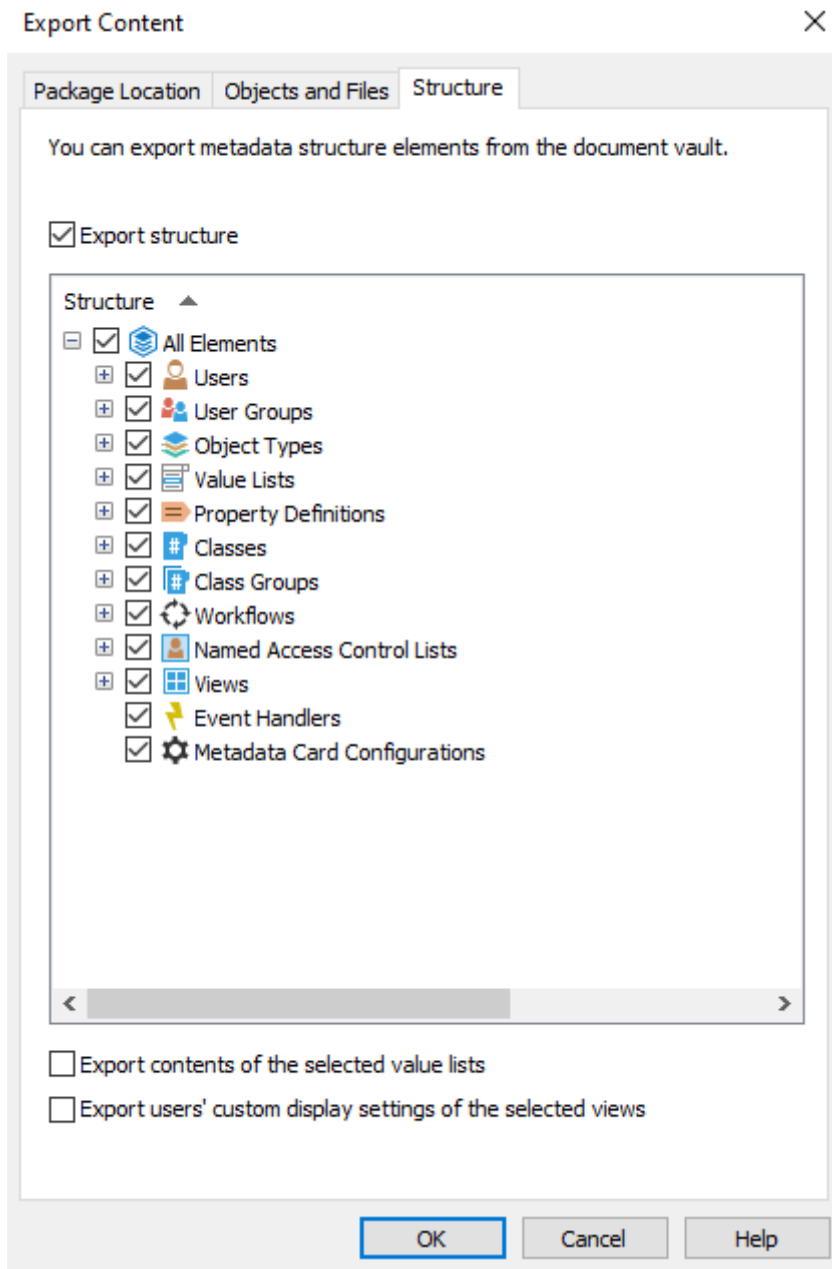 Export Content
Package Location Objects and Files Structure
You can export metadata structure elements from the document vault.
Export structure
Structure
All Elements
Users
User Groups
Object Types
Value Lists
Property Definitions
Classes
Class Groups
Workflows
Named Access Control Lists
Views
Event Handlers
Metadata Card Configurations
Export contents of the selected value lists
Export users' custom display settings of the selected views
OK Cancel Help